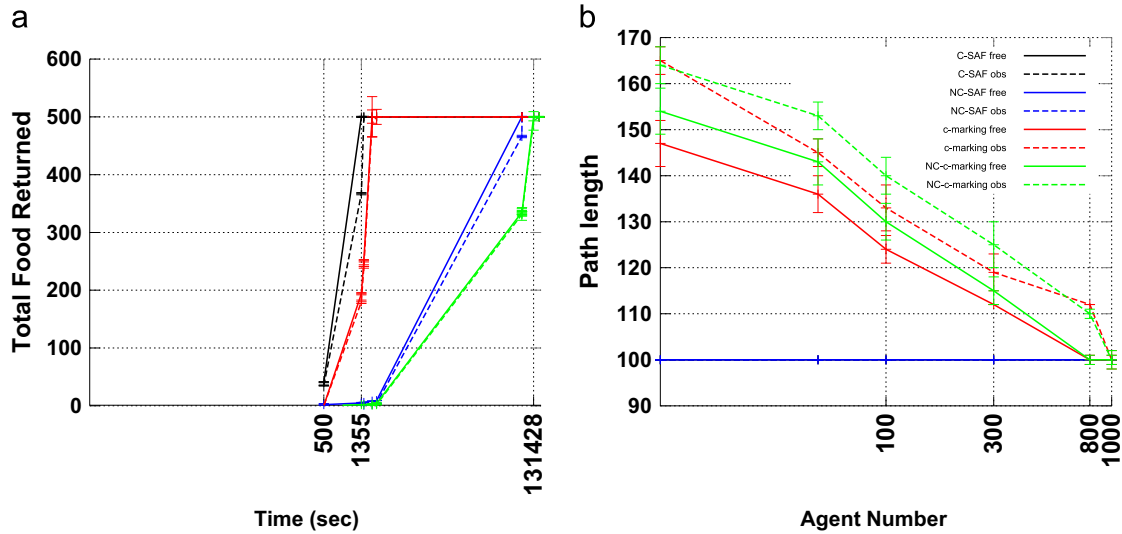 a
600
500
400
300
200
100
0
Total Food Returned
500
1355
131428
Time (sec)
b
170
160
150
140
130
120
110
100
90
Path length
C-SAF free
C-SAF obs
NC-SAF free
NC-SAF obs
c-marking free
c-marking obs
NC-c-marking free
NC-c-marking obs
100
300
800
1000
Agent Number